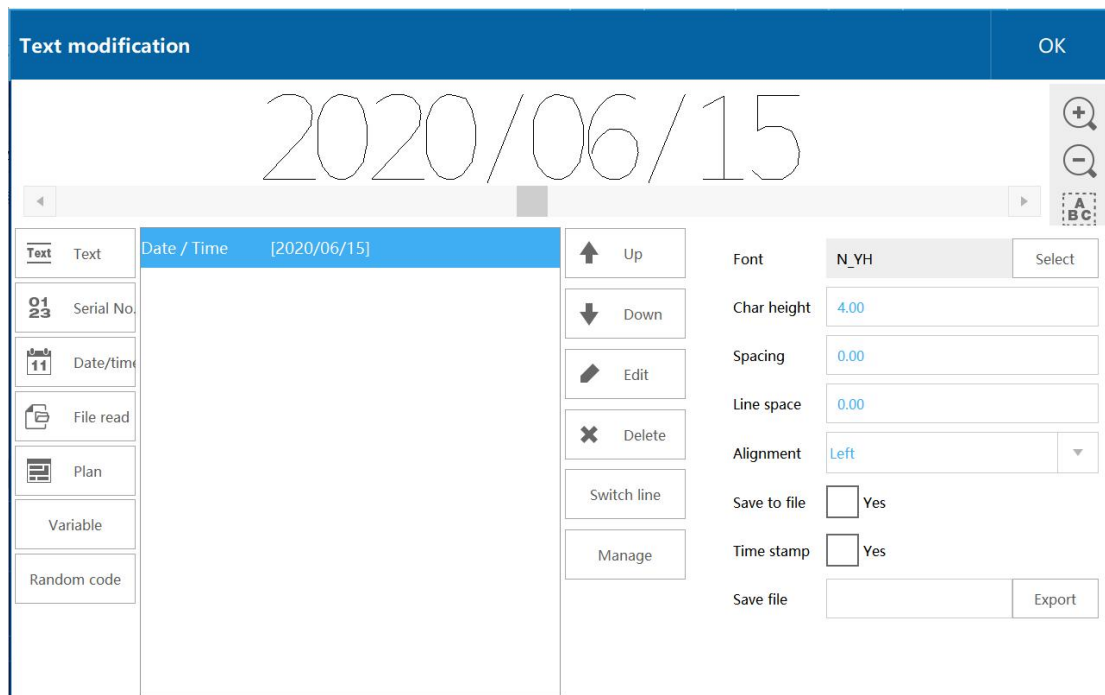 Text modification
OK
2020/06/15
A
BC
Text Text
0123 Serial No.
11 Date/time
File read
Plan
Variable
Random code
Date / Time [2020/06/15]
Up
Down
Edit
Delete
Switch line
Manage
Font N_YH Select
Char height 4.00
Spacing 0.00
Line space 0.00
Alignment Left
Save to file Yes
Time stamp Yes
Save file Export